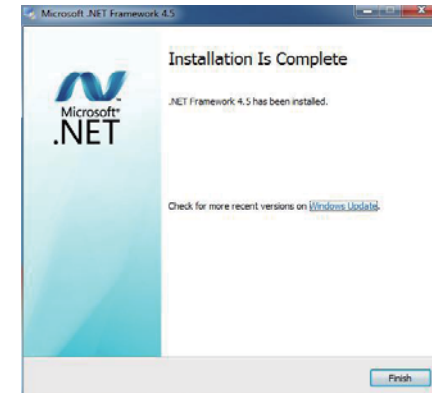 Microsoft .NET Framework 4.5
Installation Is Complete
.NET Framework 4.5 has been installed.
Microsoft®
.NET
Check for more recent versions on Windows Update.
Finish